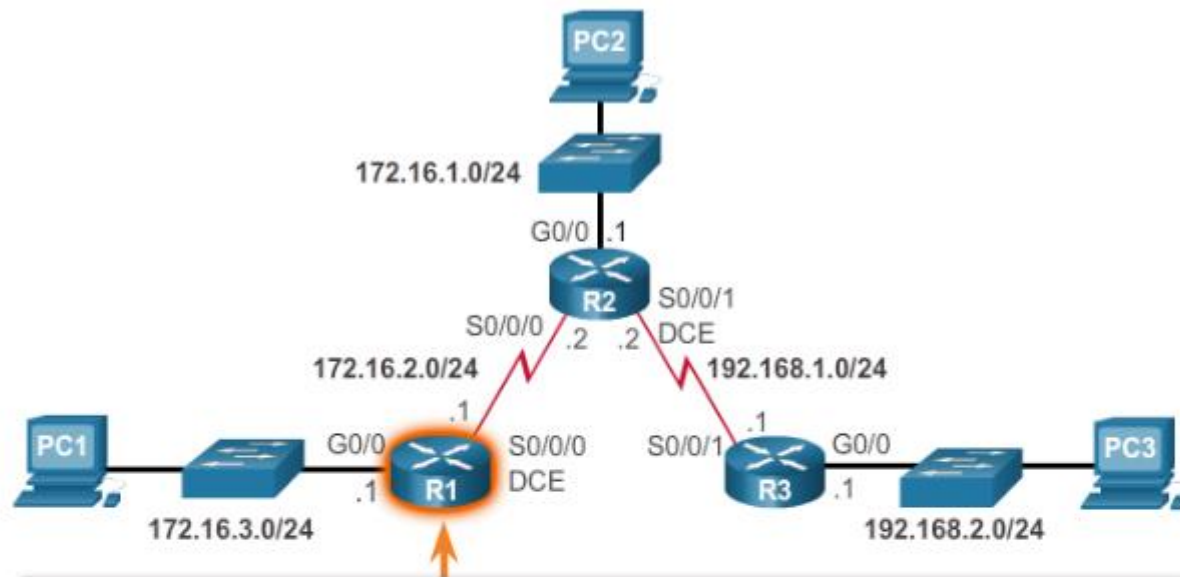 PC2
172.16.1.0/24
G0/0 .1
R2
S0/0/1
DCE
S0/0/0
.2 .2
172.16.2.0/24
192.168.1.0/24
.1
.1
PC1
G0/0
S0/0/0
DCE
S0/0/1
G0/0
PC3
.1
R1
R3
.1
172.16.3.0/24
192.168.2.0/24